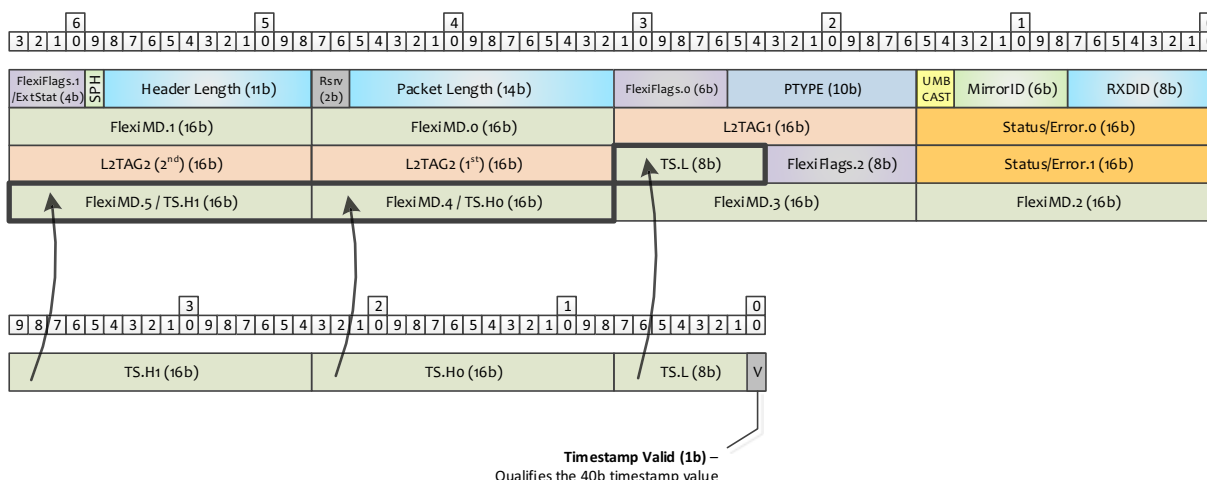 6 5 4 3 2 1 0
3 2 1 0 9 8 7 6 5 4 3 2 1 0 9 8 7 6 5 4 3 2 1 0 9 8 7 6 5 4 3 2 1 0 9 8 7 6 5 4 3 2 1 0 9 8 7 6 5 4 3 2 1 0 9 8 7 6 5 4 3 2 1 0
FlexiFlags.1
/ExtStat (4b)
SPH
Header Length (11b)
Rsrv
(2b)
Packet Length (14b)
FlexiFlags.0 (6b)
PTYPE (10b)
UMB
CAST
MirrorID (6b)
RXDID (8b)
FlexiMD.1 (16b)
FlexiMD.0 (16b)
L2TAG1 (16b)
Status/Error.0 (16b)
L2TAG2 (2nd) (16b)
L2TAG2 (1st) (16b)
TS.L (8b)
FlexiFlags.2 (8b)
Status/Error.1 (16b)
FlexiMD.5 / TS.H1 (16b)
FlexiMD.4 / TS.H0 (16b)
FlexiMD.3 (16b)
FlexiMD.2 (16b)
3 2 1 0
9 8 7 6 5 4 3 2 1 0 9 8 7 6 5 4 3 2 1 0 9 8 7 6 5 4 3 2 1 0 9 8 7 6 5 4 3 2 1 0
TS.H1 (16b)
TS.H0 (16b)
TS.L (8b)
V
Timestamp Valid (1b) –
Qualifies the 40b timestamp value